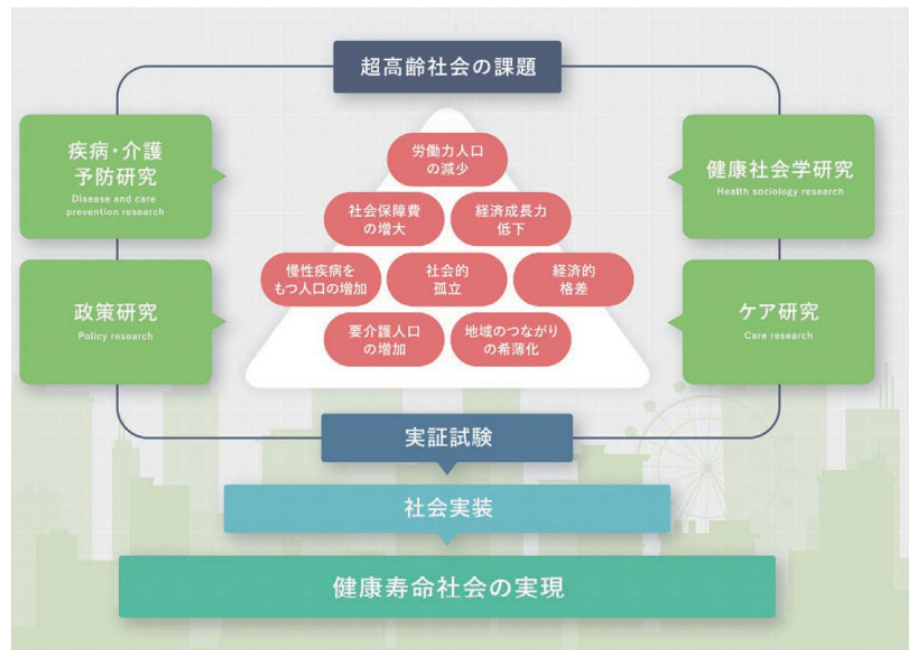 超高齢社会の課題
疾病・介護
予防研究
Disease and care
prevention research
政策研究
Policy research
労働力人口
の減少
社会保障費
の増大
経済成長力
低下
慢性疾病を
もつ人口の増加
社会的
孤立
経済的
格差
要介護人口
の増加
地域のつながり
の希薄化
健康社会学研究
Health sociology research
ケア研究
Care research
実証試験
社会実装
健康寿命社会の実現